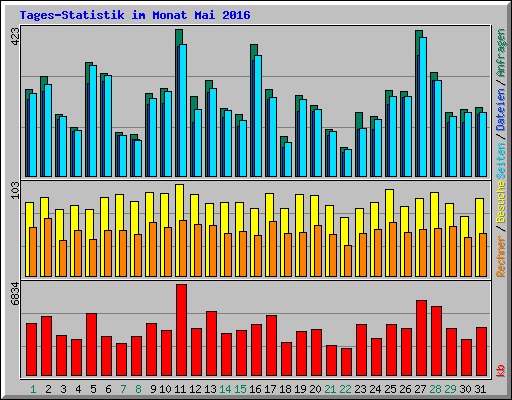 Tages-Statistik im Monat Mai 2016
423
103
6834
Rechner / Besuche Seiten / Dateien / Anfragen
kb
1 2 3 4 5 6 7 8 9 10 11 12 13 14 15 16 17 18 19 20 21 22 23 24 25 26 27 28 29 30 31